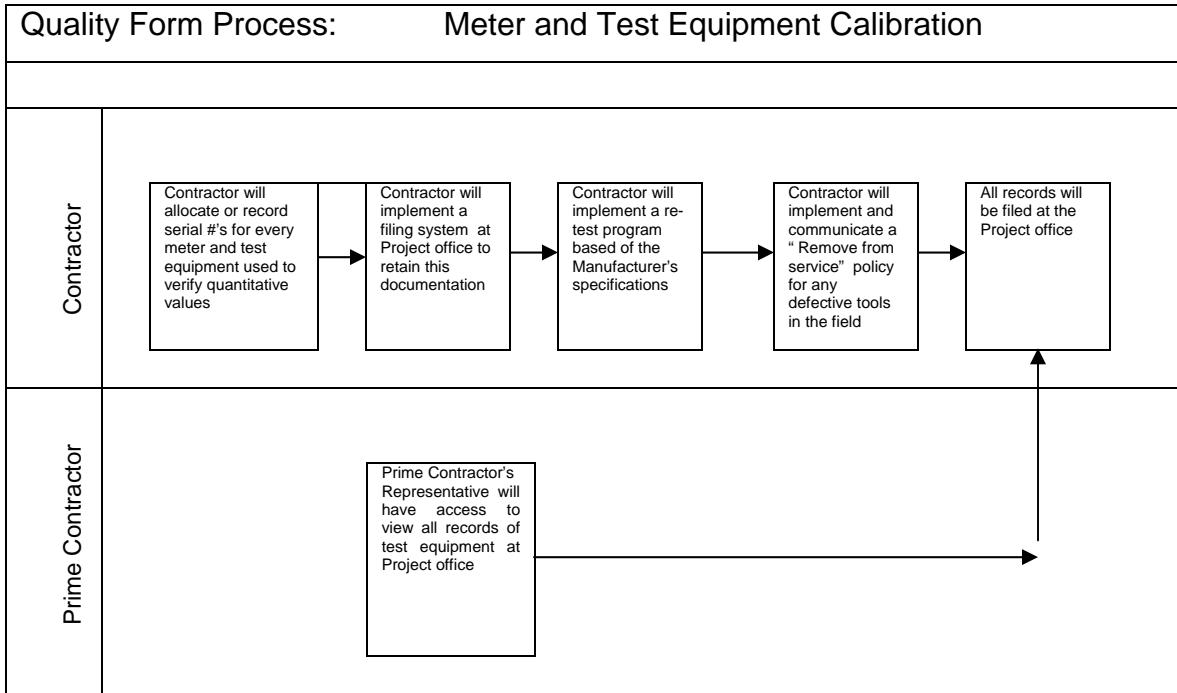 Quality Form Process: Meter and Test Equipment Calibration
Contractor
Contractor will
allocate or record
serial #'s for every
meter and test
equipment used to
verify quantitative
values
Contractor will
implement a
filing system at
Project office to
retain this
documentation
Contractor will
implement a re-
test program
based of the
Manufacturer's
specifications
Contractor will
implement and
communicate a
“ Remove from
service” policy
for any
defective tools
in the field
All records will
be filed at the
Project office
Prime Contractor
Prime Contractor's
Representative will
have access to
view all records of
test equipment at
Project office